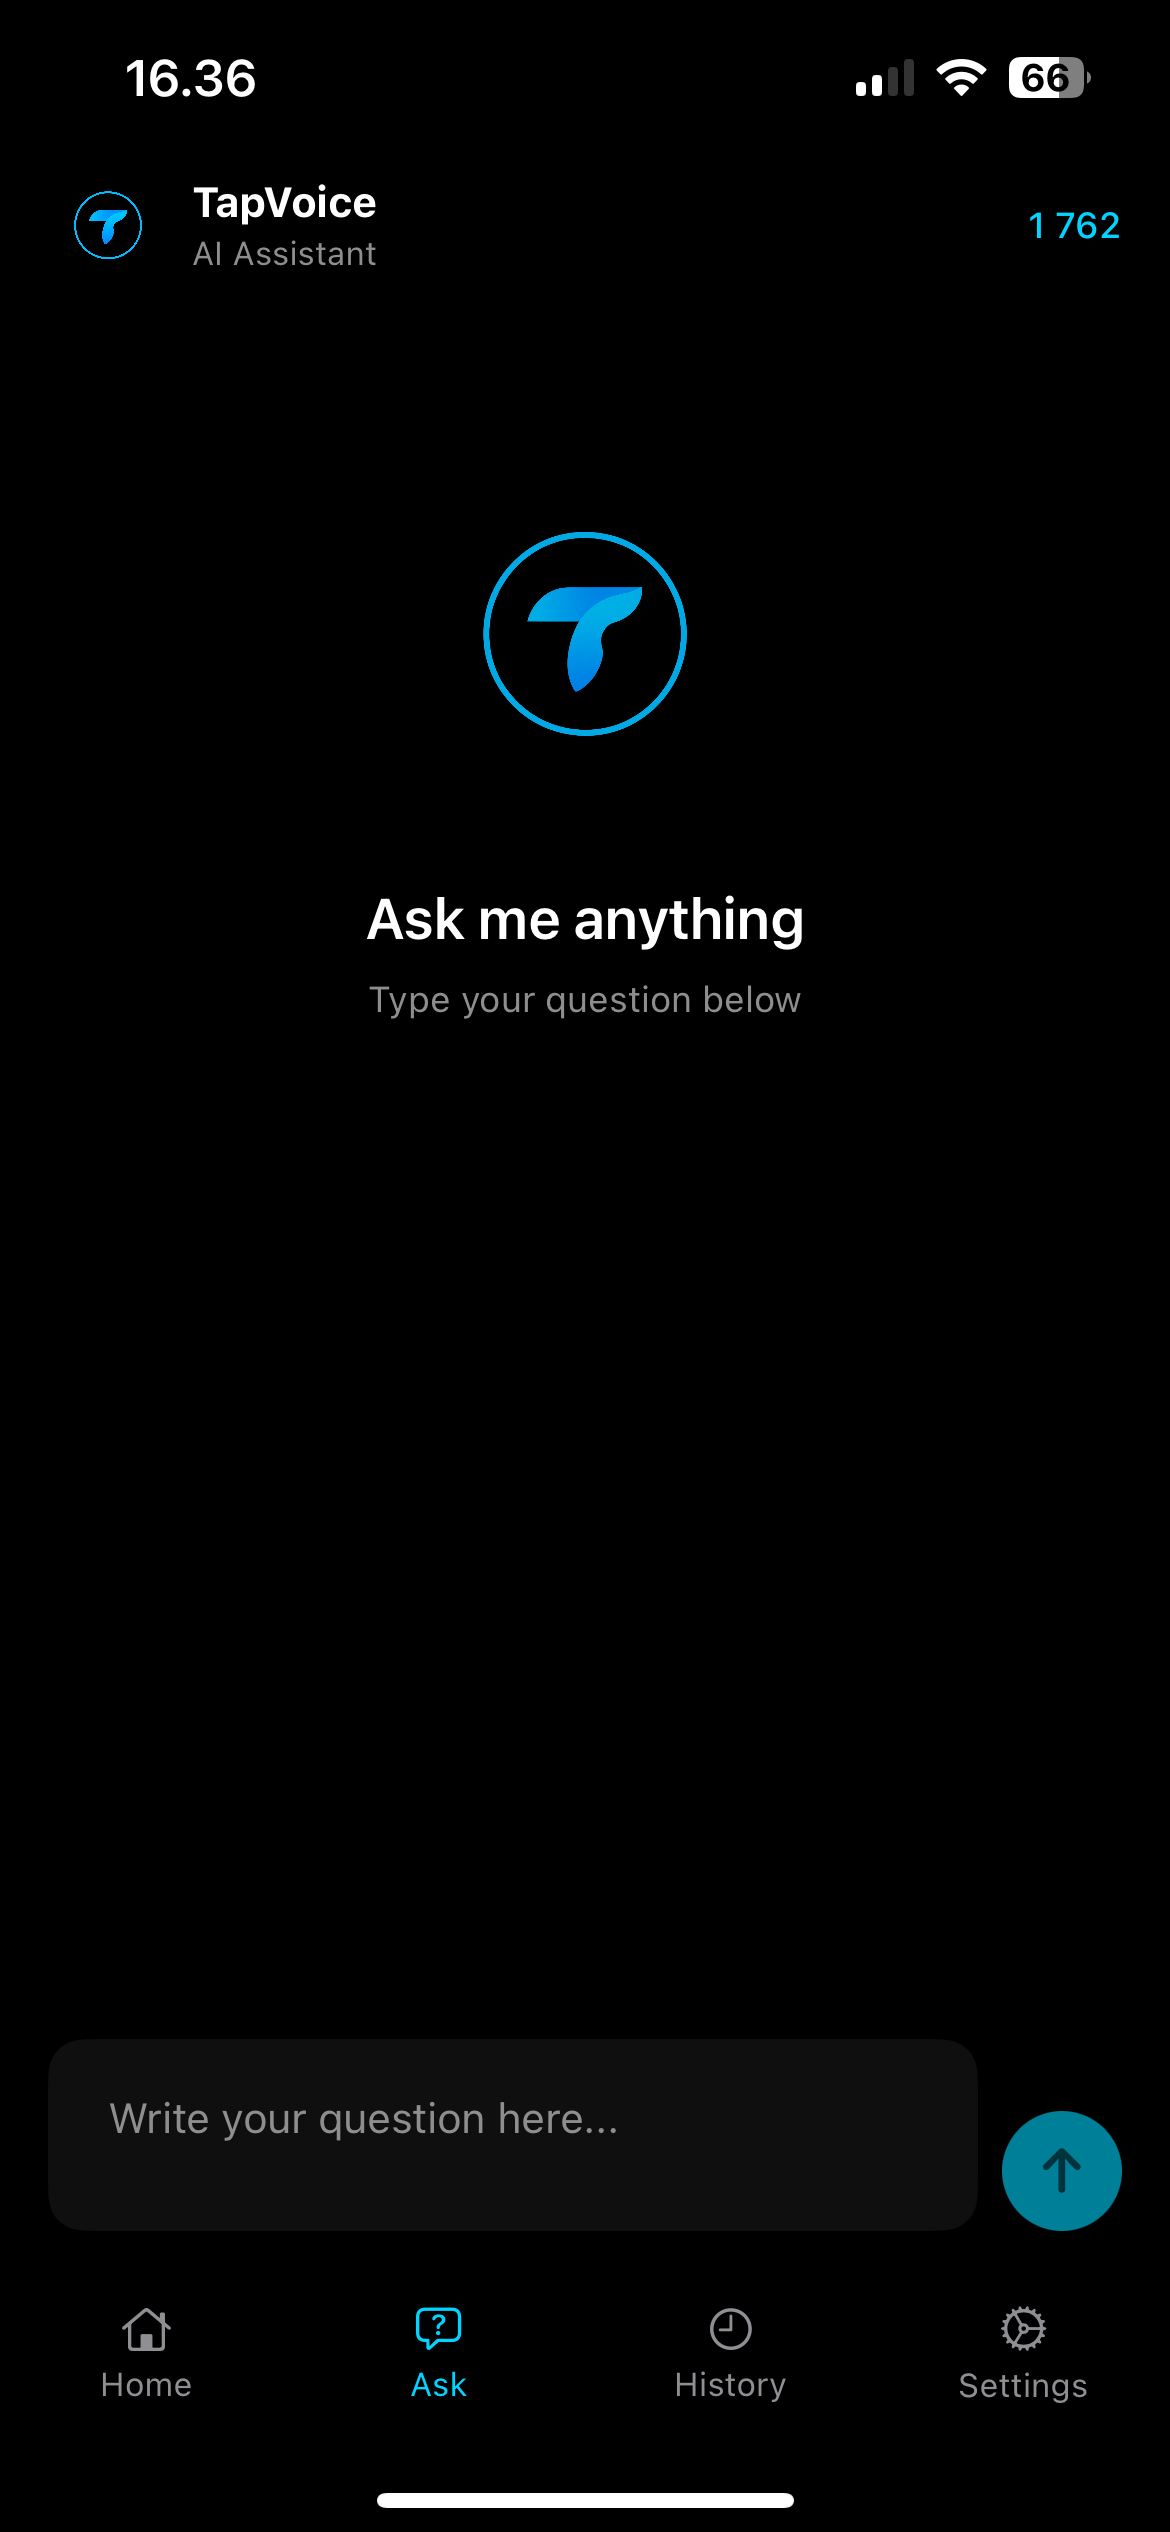 16.36
66
TapVoice
AI Assistant
1 762
Ask me anything
Type your question below
Write your question here...
?
Home
Ask
History
Settings